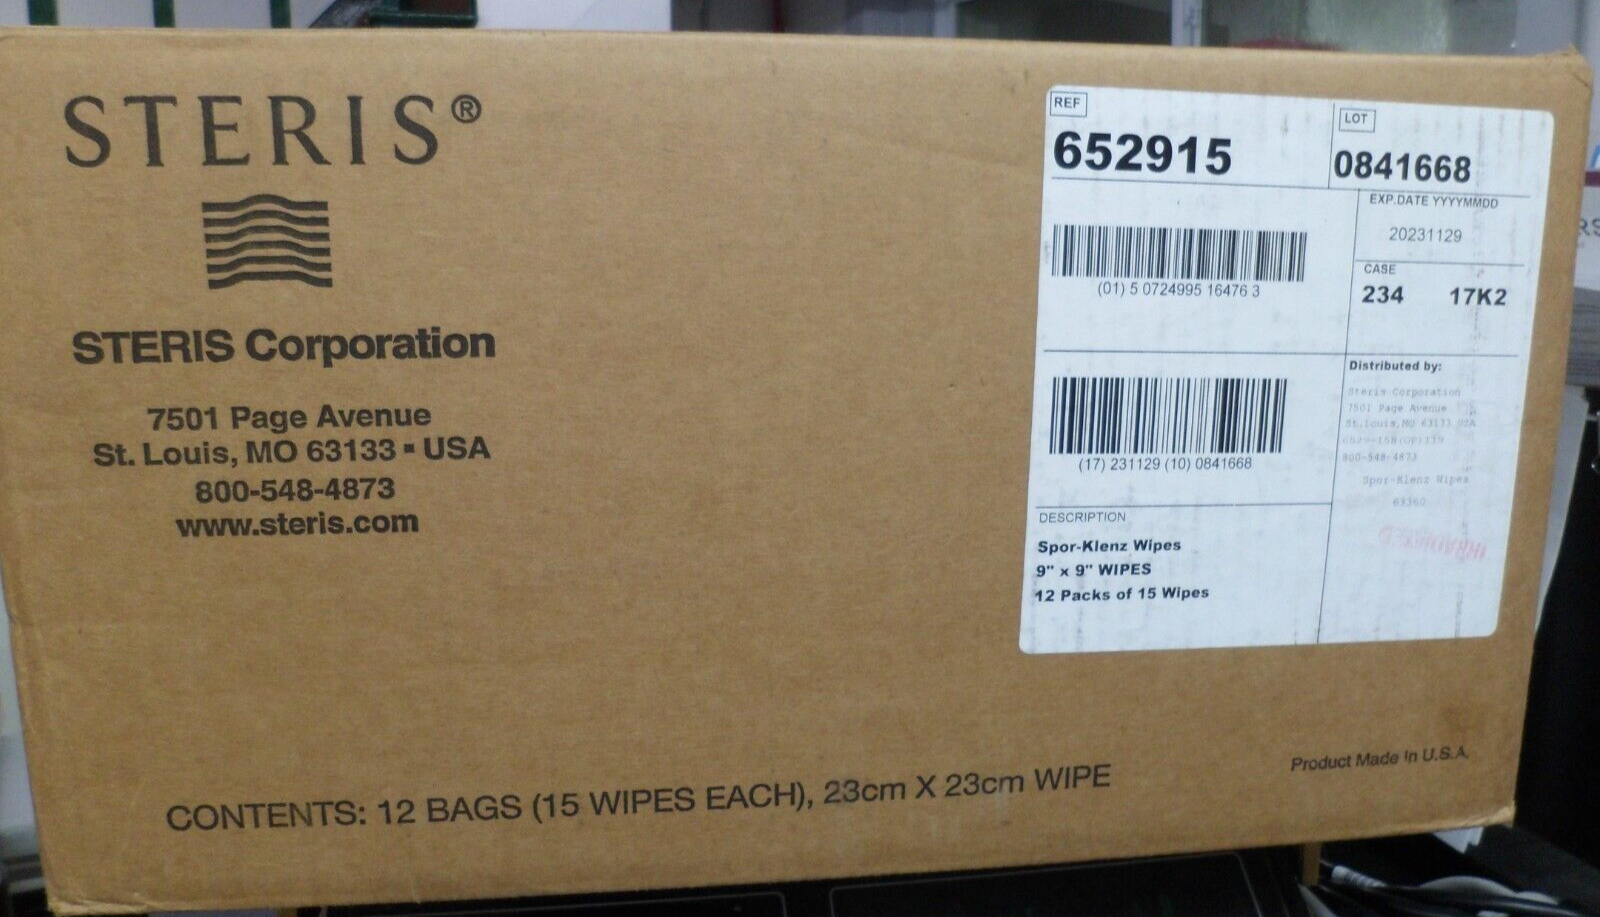 STERIS®
STERIS Corporation
7501 Page Avenue
St. Louis, MO 63133 ▪ USA
800-548-4873
www.steris.com
REF
652915
LOT
0841668
EXP.DATE YYYYMMDD
20231129
(01) 5 0724995 16476 3
CASE
234 17K2
(17) 231129 (10) 0841668
Distributed by:
Steris Corporation
7501 Page Avenue
St.Louis, MO 63133 USA
800-548-4873
Spor-Klenz Wipes
63360
DESCRIPTION
Spor-Klenz Wipes
9" x 9" WIPES
12 Packs of 15 Wipes
CONTENTS: 12 BAGS (15 WIPES EACH), 23cm X 23cm WIPE
Product Made In U.S.A.